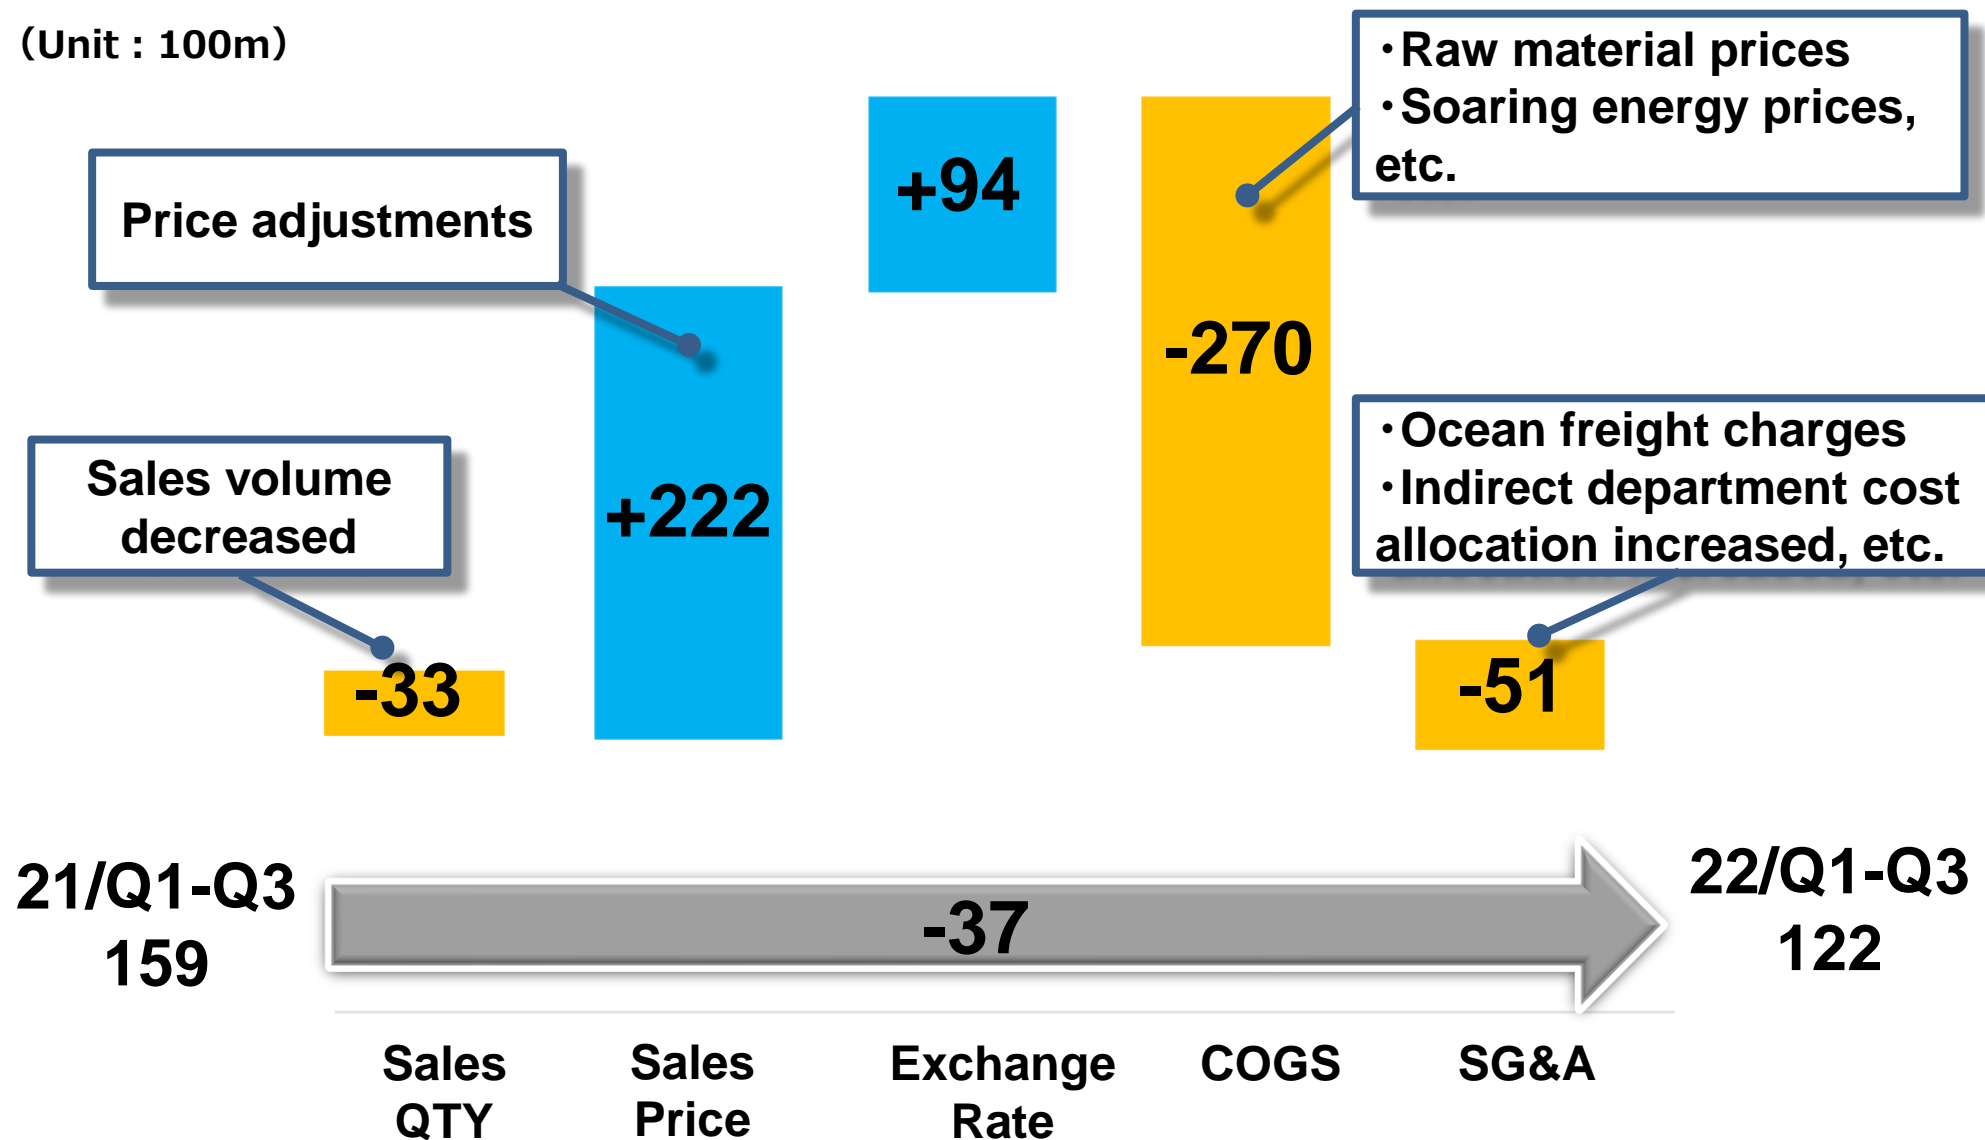 (Unit : 100m)
・Raw material prices
・Soaring energy prices,
etc.
Price adjustments
+94
-270
Sales volume
decreased
+222
・Ocean freight charges
・Indirect department cost
allocation increased, etc.
-33
-51
21/Q1-Q3
159
-37
22/Q1-Q3
122
Sales
QTY
Sales
Price
Exchange
Rate
COGS
SG&A